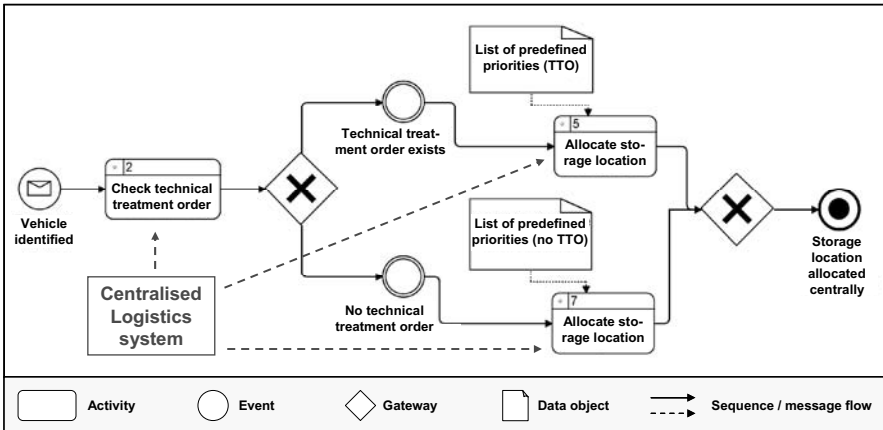 List of predefined
priorities (TTO)
Technical treat-
ment order exists
5
Allocate sto-
rage location
2
Check technical
treatment order
Vehicle
identified
List of predefined
priorities (no TTO)
Storage
location
allocated
centrally
Centralised
Logistics
system
No technical
treatment order
7
Allocate sto-
rage location
Activity
Event
Gateway
Data object
Sequence / message flow